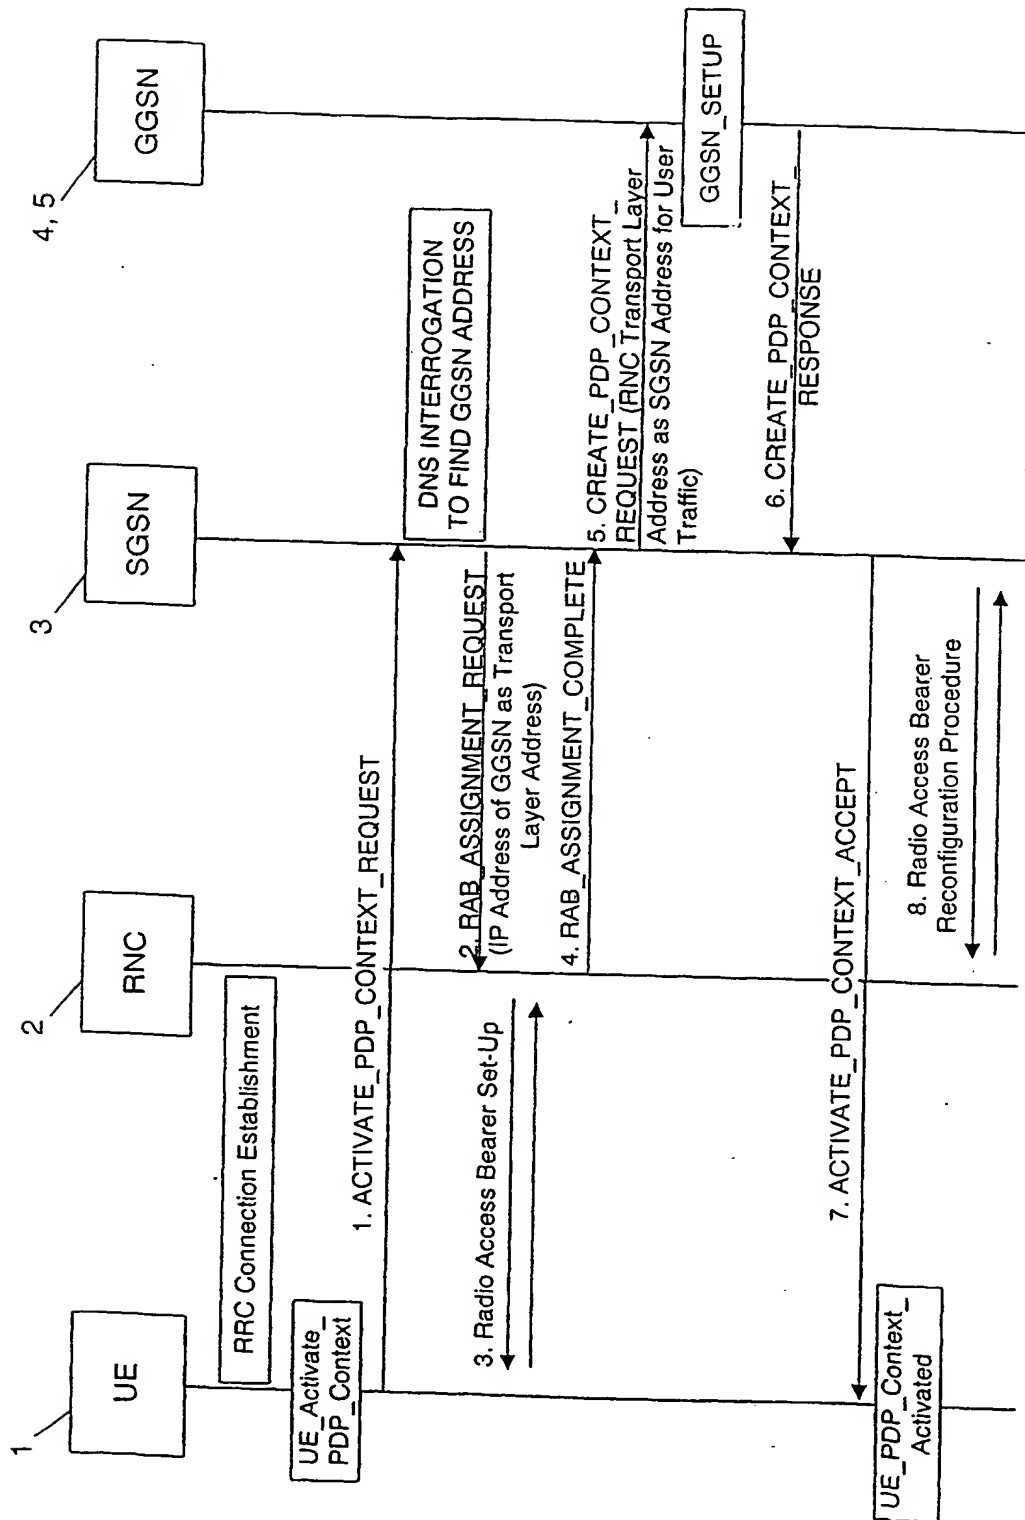 1
UE
2
RNC
3
SGSN
4, 5
GGSN
RRC Connection Establishment
UE_Activate_
PDP_Context
1. ACTIVATE_PDP_CONTEXT_REQUEST
DNS INTERROGATION
TO FIND GGSN ADDRESS
2. RAB_ASSIGNMENT_REQUEST
(IP Address of GGSN as Transport
Layer Address)
3. Radio Access Bearer Set-Up
4. RAB_ASSIGNMENT_COMPLETE
5. CREATE_PDP_CONTEXT_
REQUEST (RNC Transport Layer
Address as SGSN Address for User
Traffic)
GGSN_SETUP
6. CREATE_PDP_CONTEXT_
RESPONSE
7. ACTIVATE_PDP_CONTEXT_ACCEPT
UE_PDP_Context_
Activated
8. Radio Access Bearer
Reconfiguration Procedure